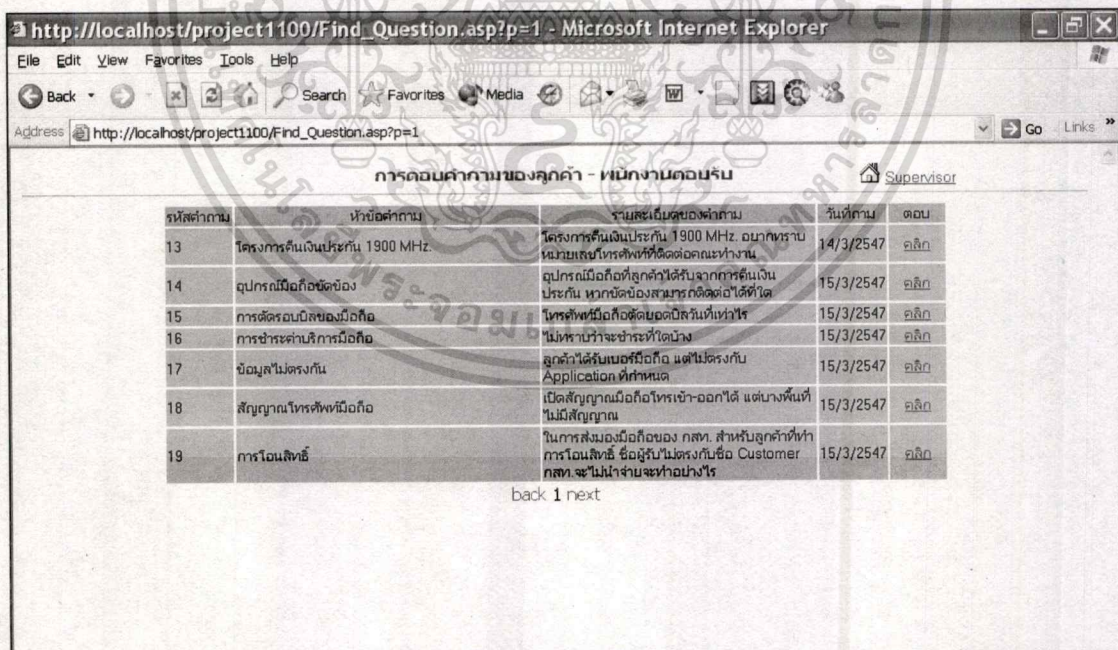 http://localhost/project1100/Find_Question.asp?p=1 - Microsoft Internet Explorer
File Edit View Favorites Tools Help
Back Search Favorites Media
Address http://localhost/project1100/Find_Question.asp?p=1 Go Links »
การตอบคำถามของลูกค้า - พนักงานตอบรับ Supervisor
รหัสคำถาม หัวข้อคำถาม รายละเอียดของคำถาม วันที่ถาม ตอบ
13 โครงการคืนเงินประกัน 1900 MHz. โครงการคืนเงินประกัน 1900 MHz. อยากทราบ 14/3/2547 คลิก
หมายเลขโทรศัพท์ที่ติดต่อคณะทำงาน
14 อุปกรณ์มือถือขัดข้อง อุปกรณ์มือถือที่ลูกค้าได้รับจากการคืนเงิน 15/3/2547 คลิก
ประกัน หากขัดข้องสามารถติดต่อได้ที่ใด
15 การตัดรอบบิลของมือถือ โทรศัพท์มือถือตัดยอดบิลวันที่เท่าไร 15/3/2547 คลิก
16 การชำระค่าบริการมือถือ ไม่ทราบว่าจะชำระที่ใดบ้าง 15/3/2547 คลิก
17 ข้อมูลไม่ตรงกัน ลูกค้าได้รับเบอร์มือถือ แต่ไม่ตรงกับ 15/3/2547 คลิก
Application ที่กำหนด
18 สัญญาณโทรศัพท์มือถือ เปิดสัญญาณมือถือโทรเข้า-ออกได้ แต่บางพื้นที่ 15/3/2547 คลิก
ไม่มีสัญญาณ
19 การโอนสิทธิ์ ในการส่งมองมือถือของ กสท. สำหรับลูกค้าที่ทำ 15/3/2547 คลิก
การโอนสิทธิ์ ชื่อผู้รับไม่ตรงกับชื่อ Customer
กสท.จะไม่นำจ่ายจะทำอย่างไร
back 1 next